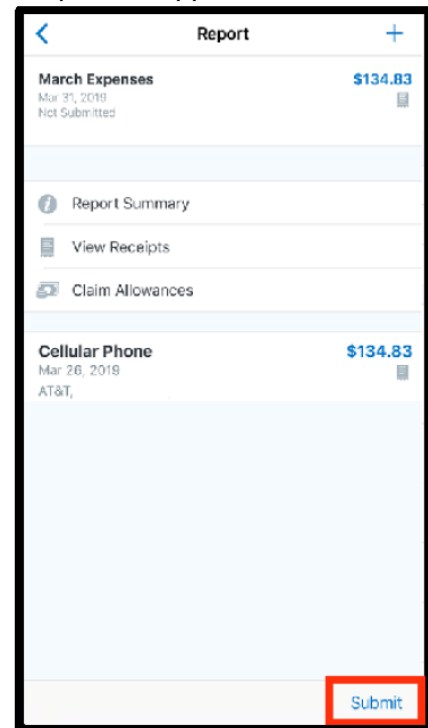 Report
March Expenses
$134.83
Mar 31, 2019
Not Submitted
Report Summary
View Receipts
Claim Allowances
Cellular Phone
$134.83
Mar 26, 2019
AT&T,
Submit